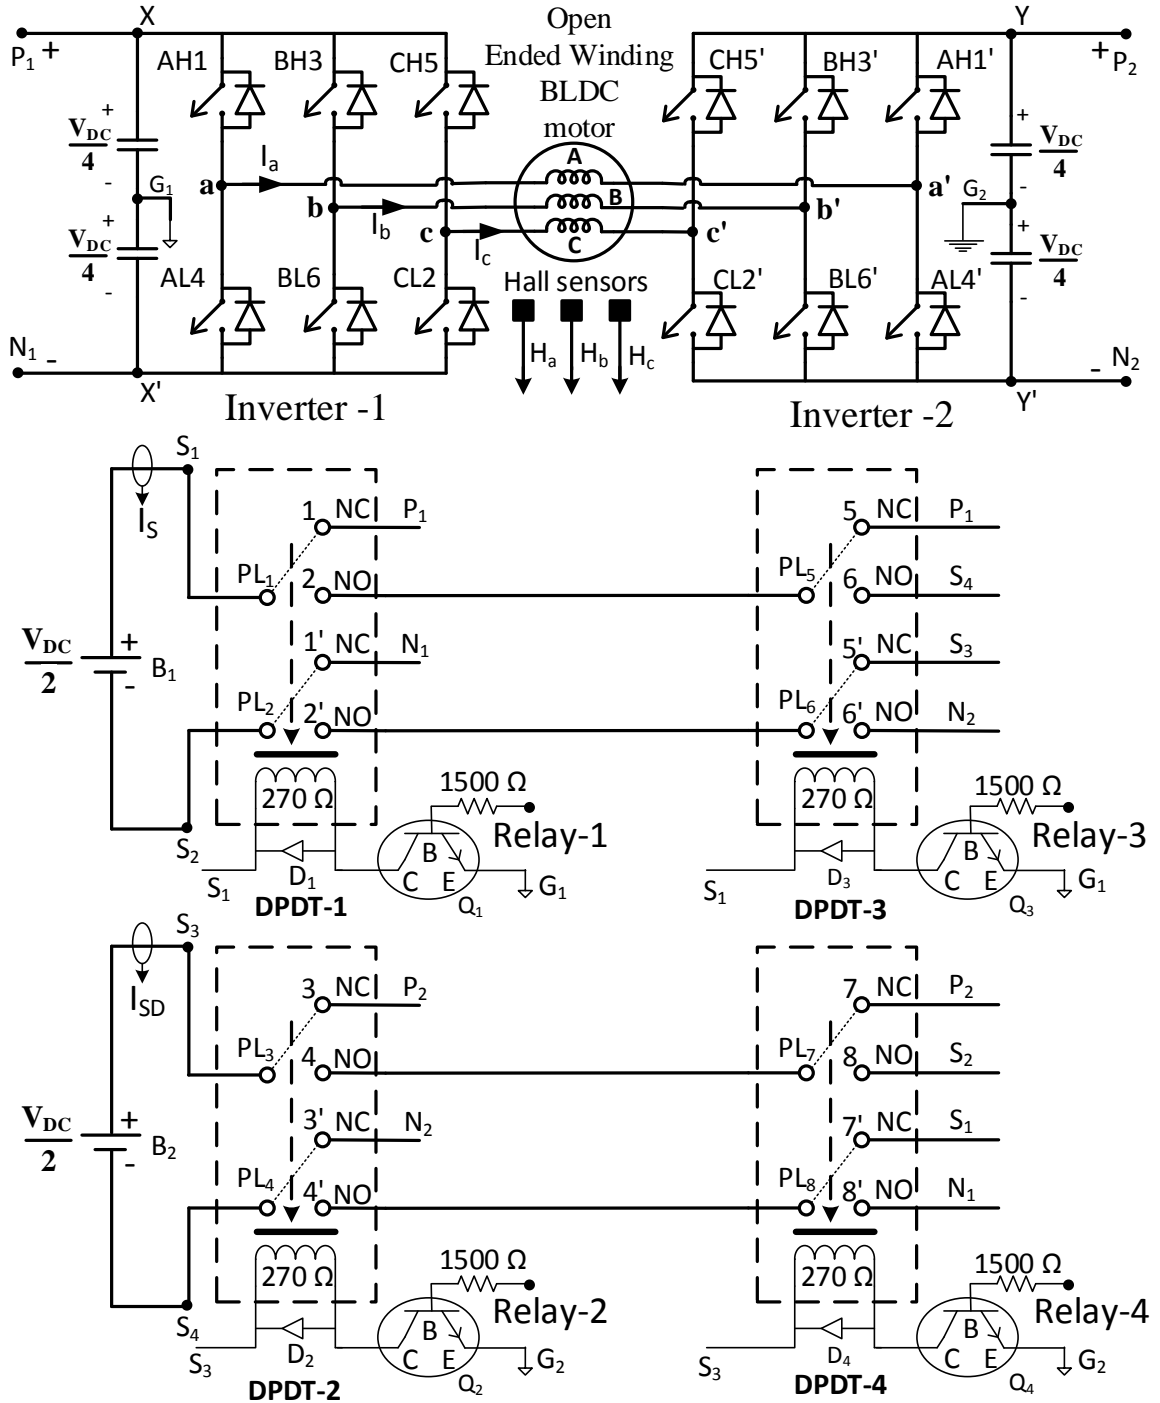 X
Open
Y
P1 +
AH1
BH3
CH5
Ended Winding
CH5'
BH3'
AH1'
+ P2
BLDC
motor
+
VDC
4
-
Ia
A
+
VDC
4
-
G1
a
B
a'
G2
b
b'
+
VDC
4
-
Ib
c
Ic
C
c'
+
VDC
4
-
AL4
BL6
CL2
Hall sensors
CL2'
BL6'
AL4'
N1 -
Ha
Hb
Hc
- N2
X'
Y'
Inverter -1
Inverter -2
S1
IS
1 NC P1
5 NC P1
PL1
2 NO
PL5
6 NO S4
1' NC N1
5' NC S3
VDC
2
+
-
B1
PL2
2' NO
PL6
6' NO N2
270 Ω
1500 Ω
Relay-1
270 Ω
1500 Ω
Relay-3
S2
S1
D1
B
C E
Q1
G1
S1
D3
B
C E
Q3
G1
DPDT-1
DPDT-3
S3
ISD
3 NC P2
7 NC P2
PL3
4 NO
PL7
8 NO S2
3' NC N2
7' NC S1
VDC
2
+
-
B2
PL4
4' NO
PL8
8' NO N1
270 Ω
1500 Ω
Relay-2
270 Ω
1500 Ω
Relay-4
S4
S3
D2
B
C E
Q2
G2
S3
D4
B
C E
Q4
G2
DPDT-2
DPDT-4